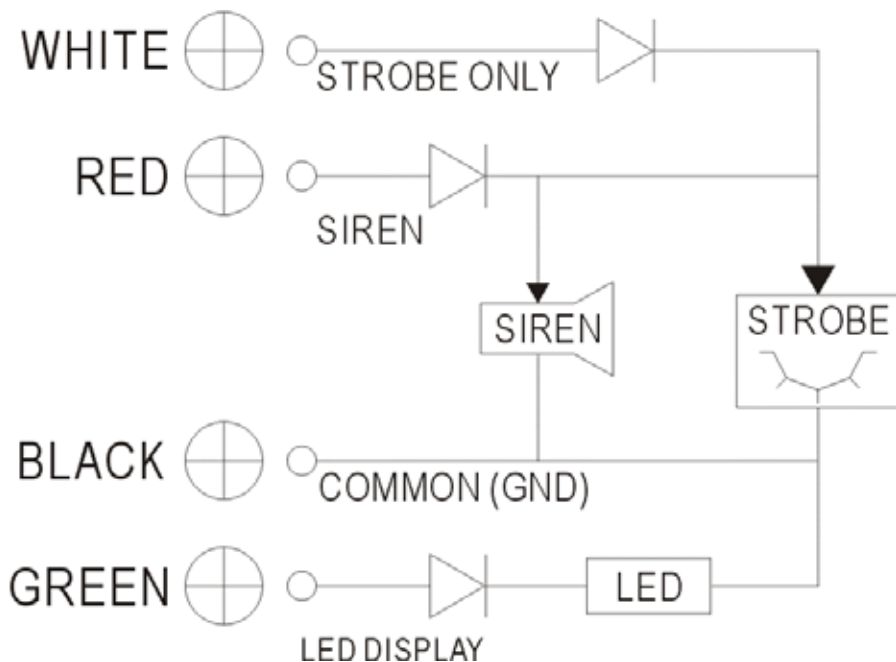 WHITE
STROBE ONLY
RED
SIREN
SIREN
STROBE
BLACK
COMMON (GND)
GREEN
LED
LED DISPLAY